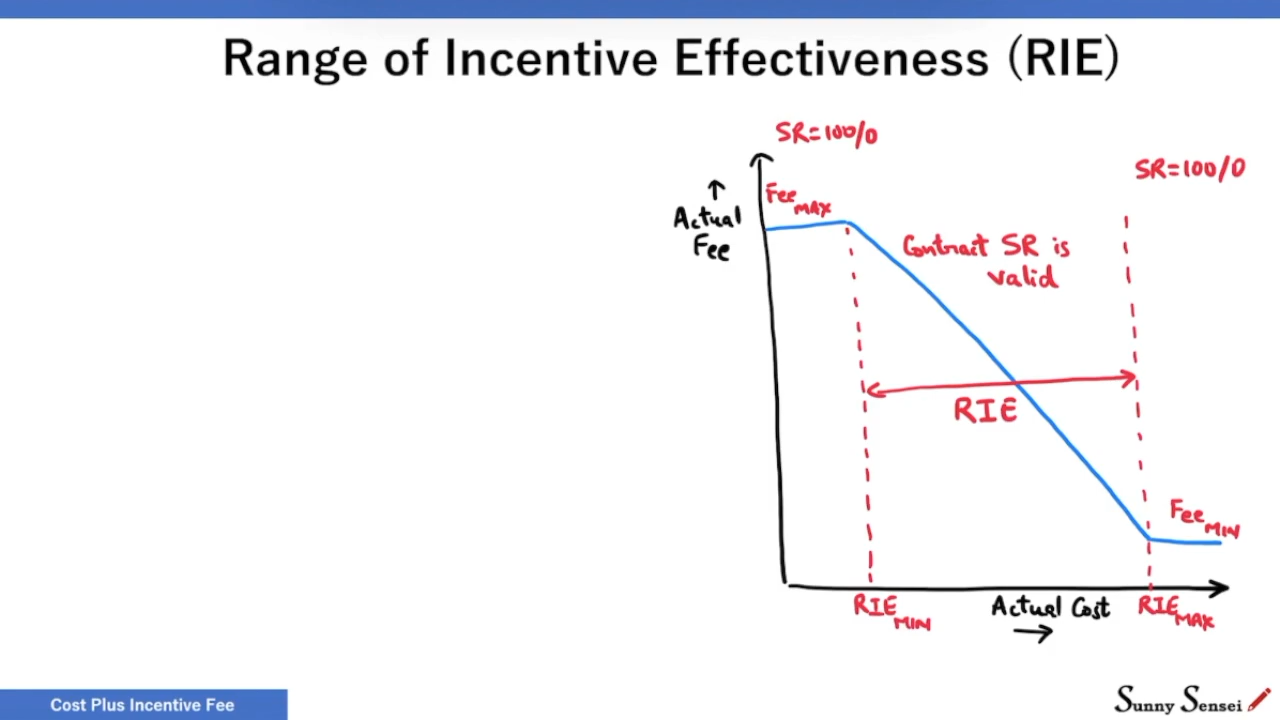 Range of Incentive Effectiveness (RIE)
SR=100/0
SR=100/0
Fee MAX
Actual
Fee
Contract SR is
valid
RIE
Fee MIN
RIE MIN
Actual Cost
RIE MAX
Cost Plus Incentive Fee
Sunny Sensei